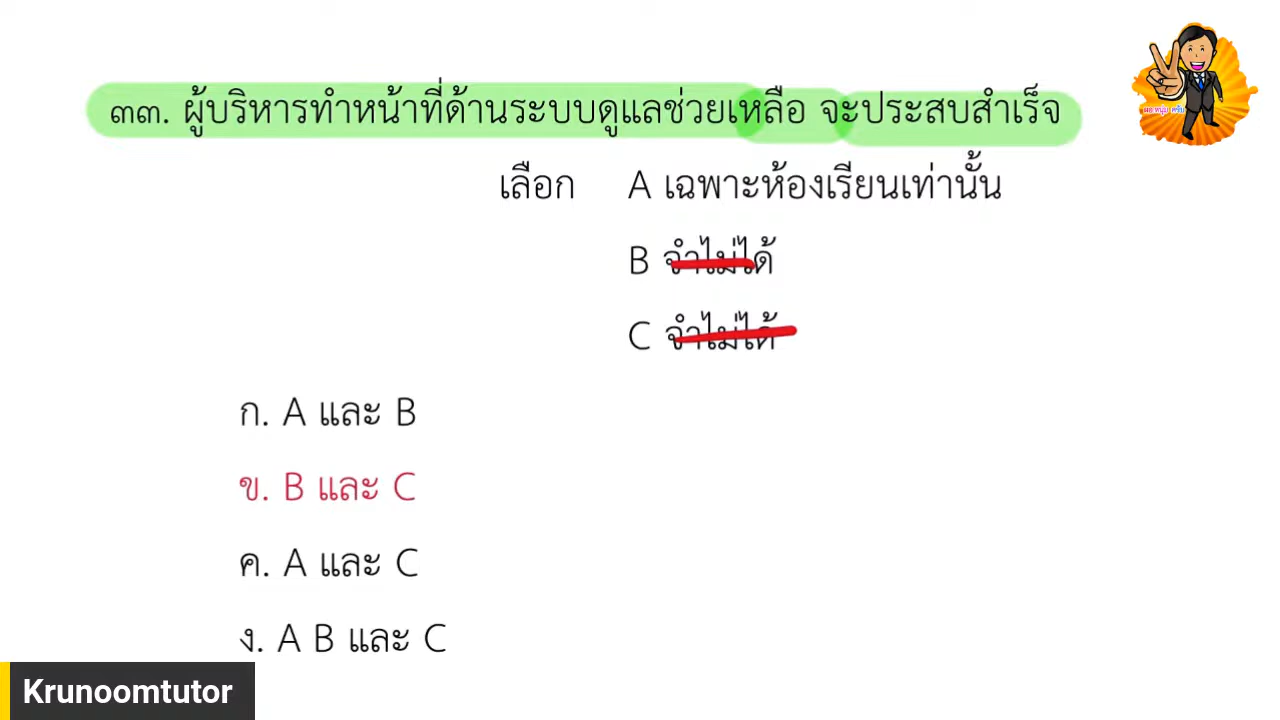 ๓๓. ผู้บริหารทำหน้าที่ด้านระบบดูแลช่วยเหลือ จะประสบสำเร็จ
เลือก A เฉพาะห้องเรียนเท่านั้น
B จำไม่ได้
C จำไม่ได้
ก. A และ B
ข. B และ C
ค. A และ C
ง. A B และ C
Krunoomtutor